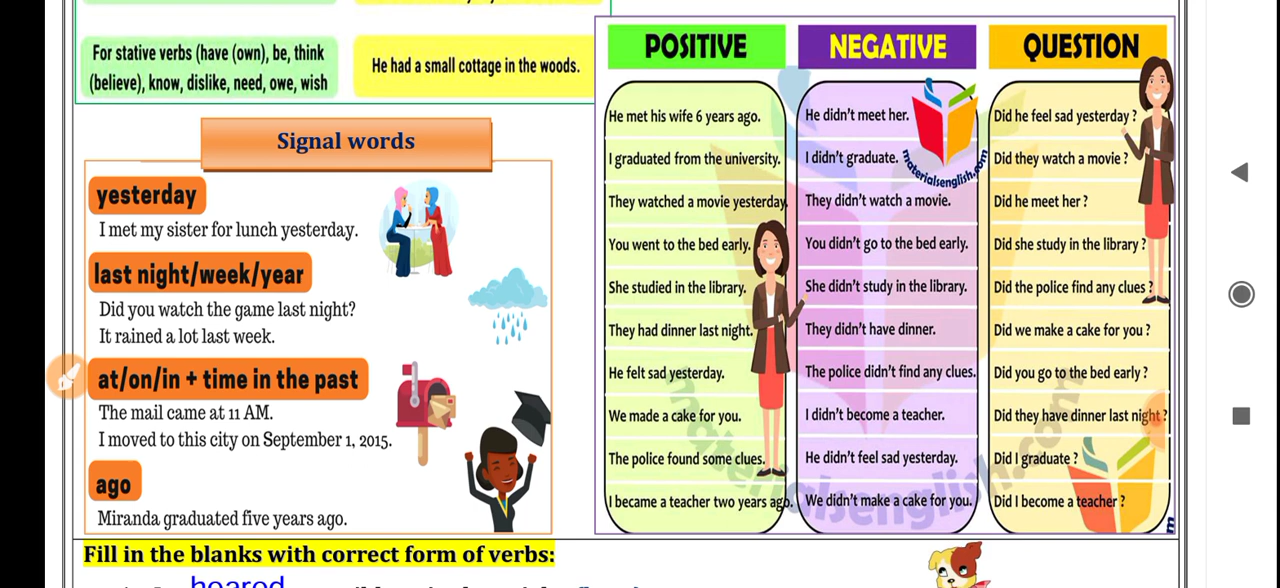 For stative verbs (have (own), be, think
(believe), know, dislike, need, owe, wish
He had a small cottage in the woods.
Signal words
yesterday
I met my sister for lunch yesterday.
last night/week/year
Did you watch the game last night?
It rained a lot last week.
at/on/in + time in the past
The mail came at 11 AM.
I moved to this city on September 1, 2015.
ago
Miranda graduated five years ago.
POSITIVE
He met his wife 6 years ago.
I graduated from the university.
They watched a movie yesterday.
You went to the bed early.
She studied in the library.
They had dinner last night.
He felt sad yesterday.
We made a cake for you.
The police found some clues.
I became a teacher two years ago.
NEGATIVE
He didn't meet her.
I didn't graduate.
They didn't watch a movie.
You didn't go to the bed early.
She didn't study in the library.
They didn't have dinner.
The police didn't find any clues.
I didn't become a teacher.
He didn't feel sad yesterday.
We didn't make a cake for you.
materialsenglish.com
QUESTION
Did he feel sad yesterday ?
Did they watch a movie ?
Did he meet her ?
Did she study in the library ?
Did the police find any clues ?
Did we make a cake for you ?
Did you go to the bed early ?
Did they have dinner last night ?
Did I graduate ?
Did I become a teacher ?
materialsenglish.com
Fill in the blanks with correct form of verbs: